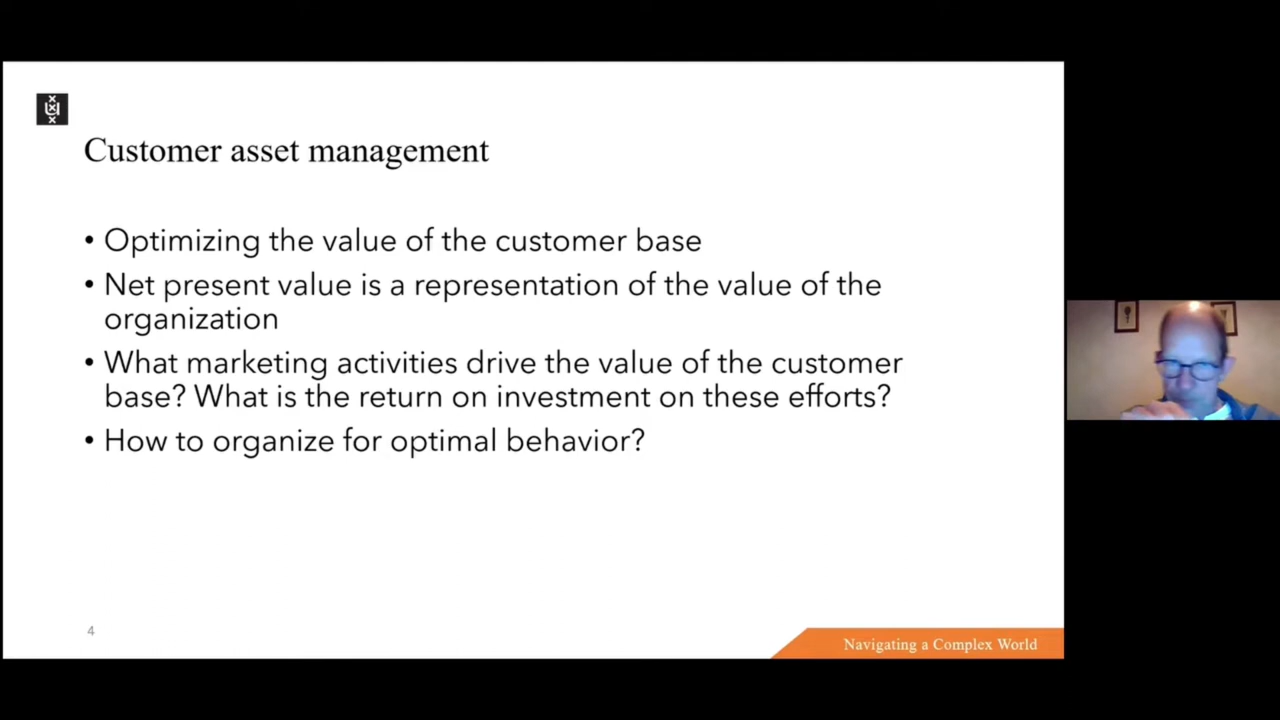 Customer asset management
• Optimizing the value of the customer base
• Net present value is a representation of the value of the
organization
• What marketing activities drive the value of the customer
base? What is the return on investment on these efforts?
• How to organize for optimal behavior?
4
Navigating a Complex World